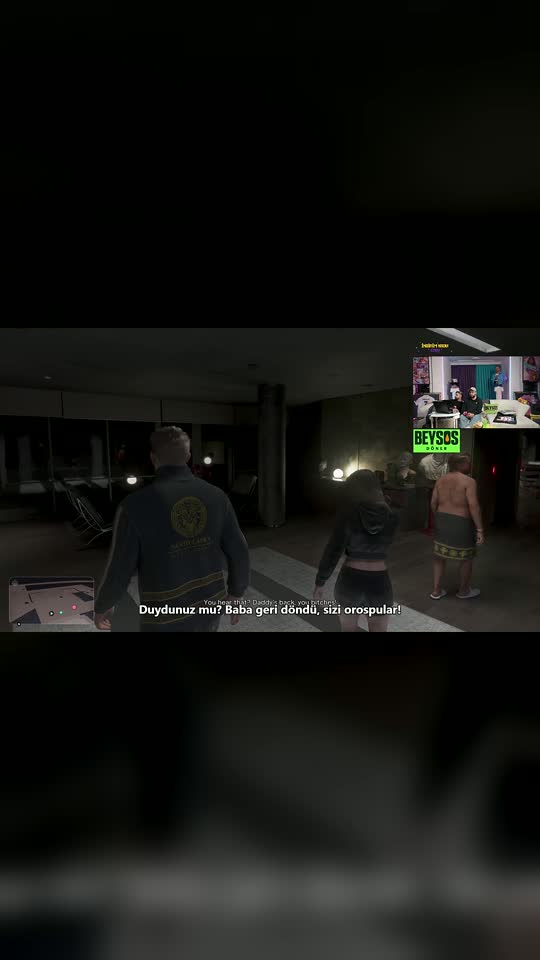 BEYSOS
DÖNER
You hear that? Daddy's back, you bitches!
Duydunuz mu? Baba geri döndü, sizi orospular!